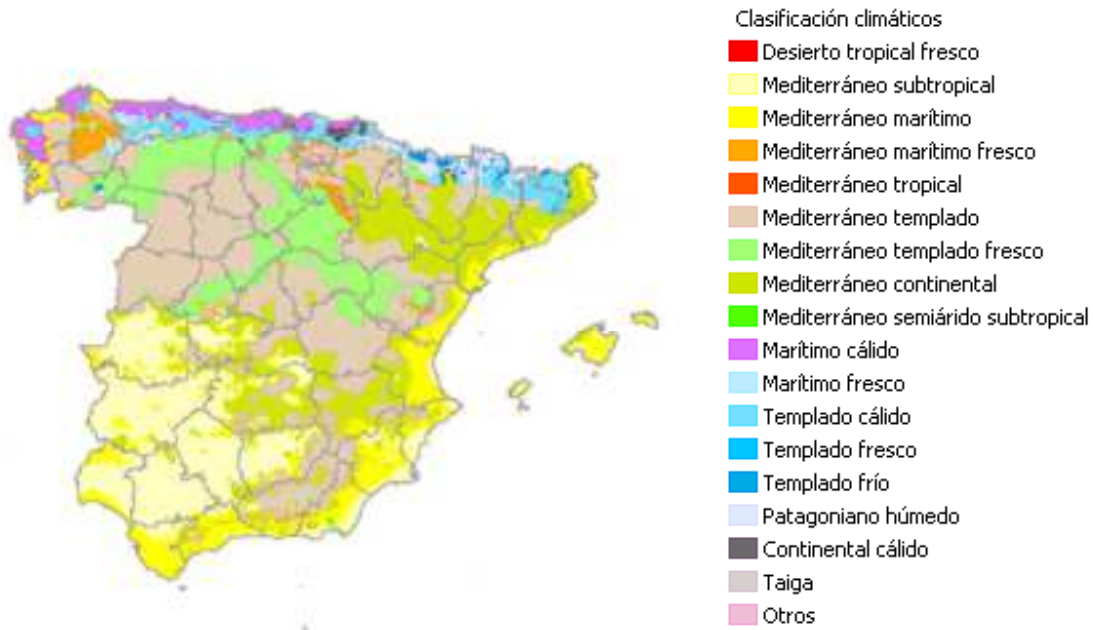 Clasificación climáticos
Desierto tropical fresco
Mediterráneo subtropical
Mediterráneo marítimo
Mediterráneo marítimo fresco
Mediterráneo tropical
Mediterráneo templado
Mediterráneo templado fresco
Mediterráneo continental
Mediterráneo semiárido subtropical
Marítimo cálido
Marítimo fresco
Templado cálido
Templado fresco
Templado frío
Patagoniano húmedo
Continental cálido
Taiga
Otros